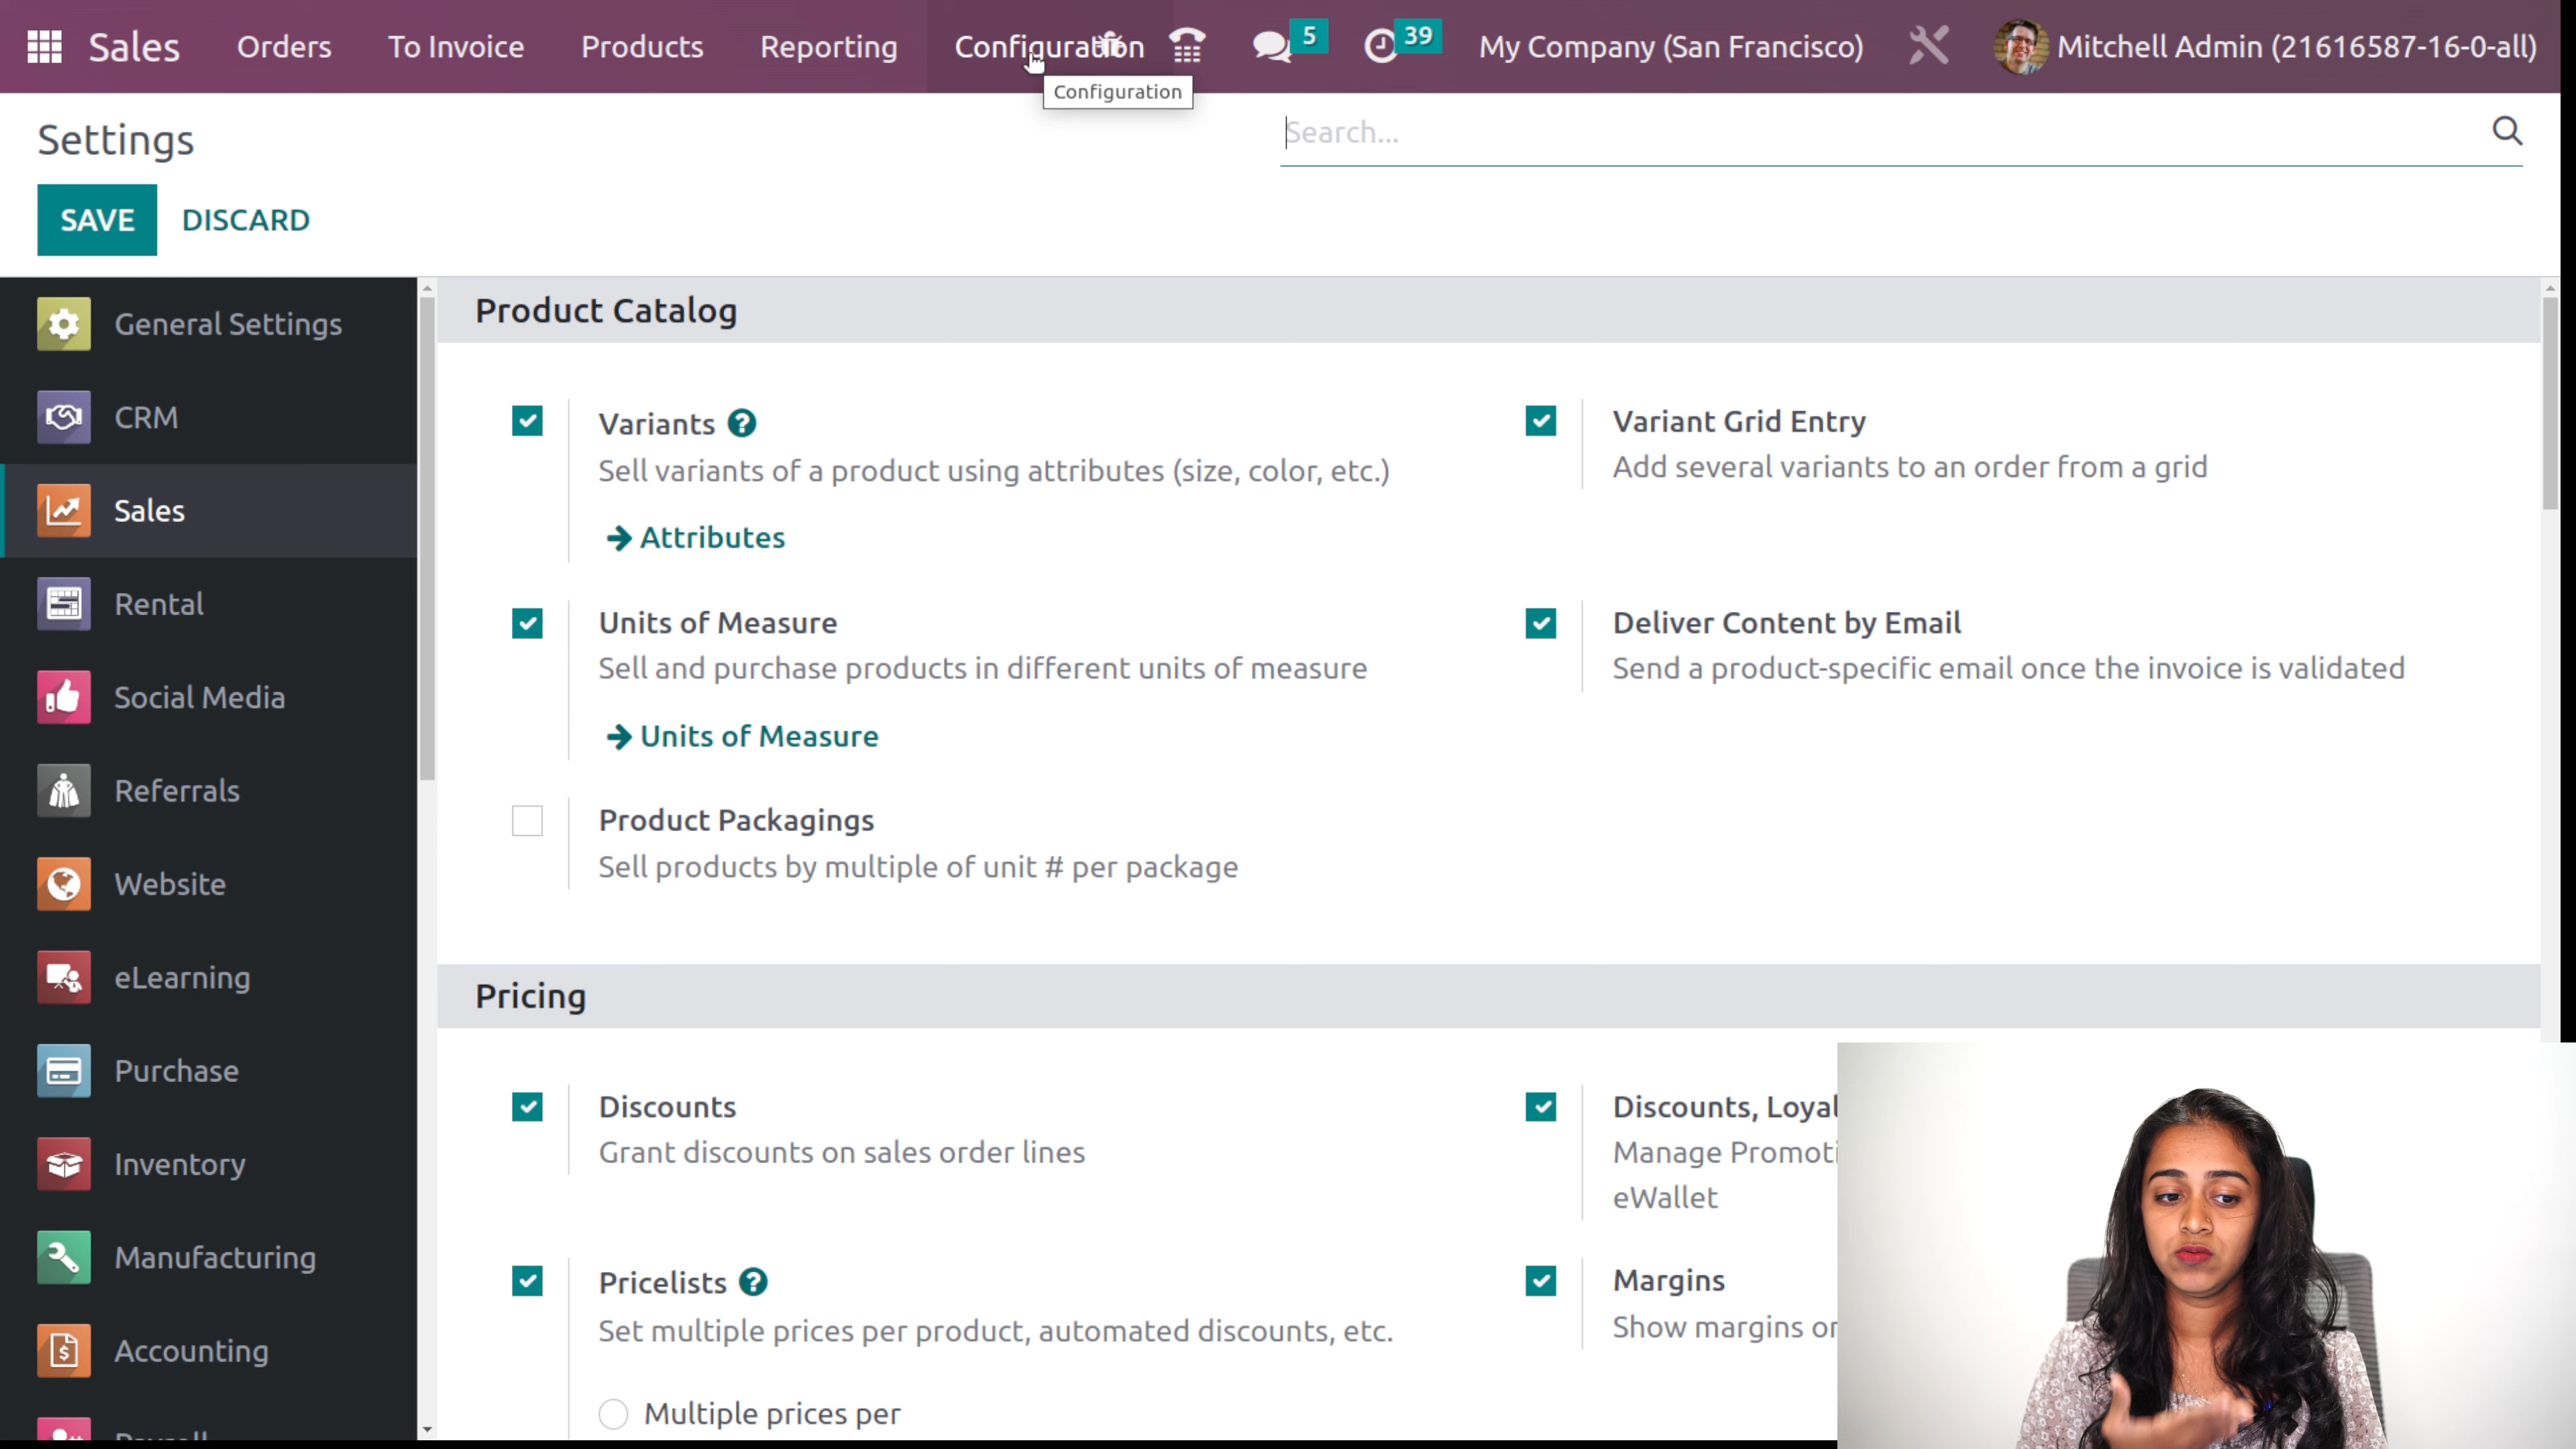 Sales Orders To Invoice Products Reporting Configuration 5 39 My Company (San Francisco) Mitchell Admin (21616587-16-0-all)
Configuration
Settings
Search...
SAVE DISCARD
General Settings
CRM
Sales
Rental
Social Media
Referrals
Website
eLearning
Purchase
Inventory
Manufacturing
Accounting
Product Catalog
Variants
Sell variants of a product using attributes (size, color, etc.)
Attributes
Variant Grid Entry
Add several variants to an order from a grid
Units of Measure
Sell and purchase products in different units of measure
Units of Measure
Deliver Content by Email
Send a product-specific email once the invoice is validated
Product Packagings
Sell products by multiple of unit # per package
Pricing
Discounts
Grant discounts on sales order lines
Discounts, Loyal
Manage Promoti
eWallet
Pricelists
Set multiple prices per product, automated discounts, etc.
Multiple prices per
Margins
Show margins or